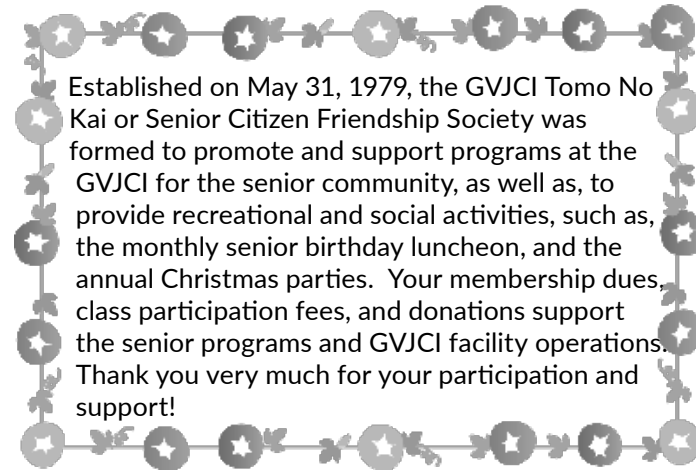 Established on May 31, 1979, the GVJCI Tomo No
Kai or Senior Citizen Friendship Society was
formed to promote and support programs at the
GVJCI for the senior community, as well as, to
provide recreational and social activities, such as,
the monthly senior birthday luncheon, and the
annual Christmas parties.  Your membership dues,
class participation fees, and donations support
the senior programs and GVJCI facility operations.
Thank you very much for your participation and
support!